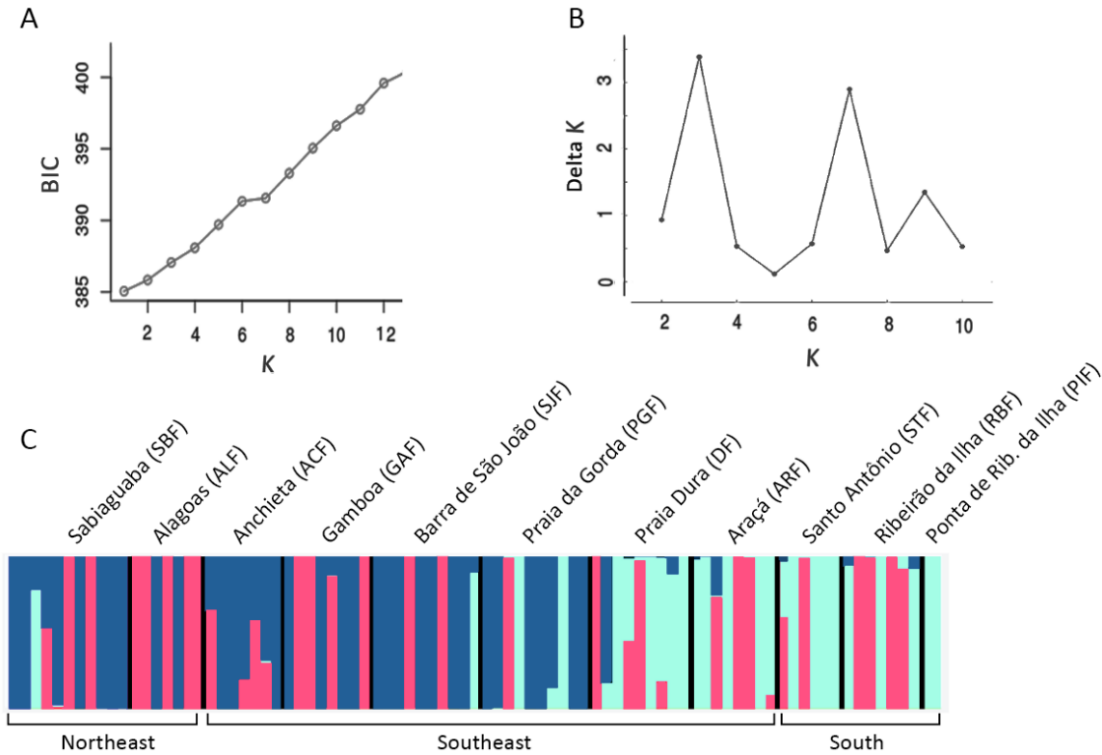 A
BIC
400
395
390
385
2
4
6
8
10
12
K
B
Delta K
3
2
1
0
2
4
6
8
10
K
C
Sabiaguaba (SBF)
Alagoas (ALF)
Anchieta (ACF)
Gamboa (GAF)
Barra de São João (SJF)
Praia da Gorda (PGF)
Praia Dura (DF)
Araçá (ARF)
Santo Antônio (STF)
Ribeirão da Ilha (RBF)
Ponta de Rib. da Ilha (PIF)
Northeast
Southeast
South